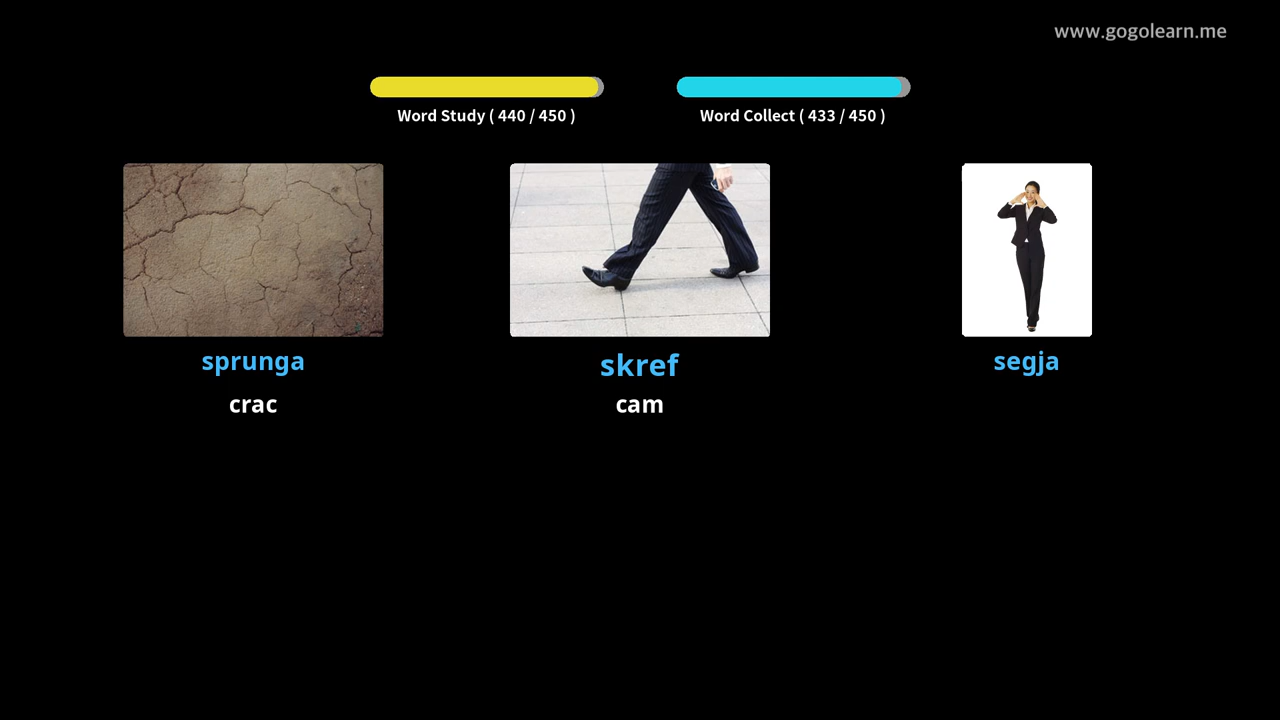 www.gogolearn.me
Word Study ( 440 / 450 )
Word Collect ( 433 / 450 )
sprunga
skref
segja
crac
cam